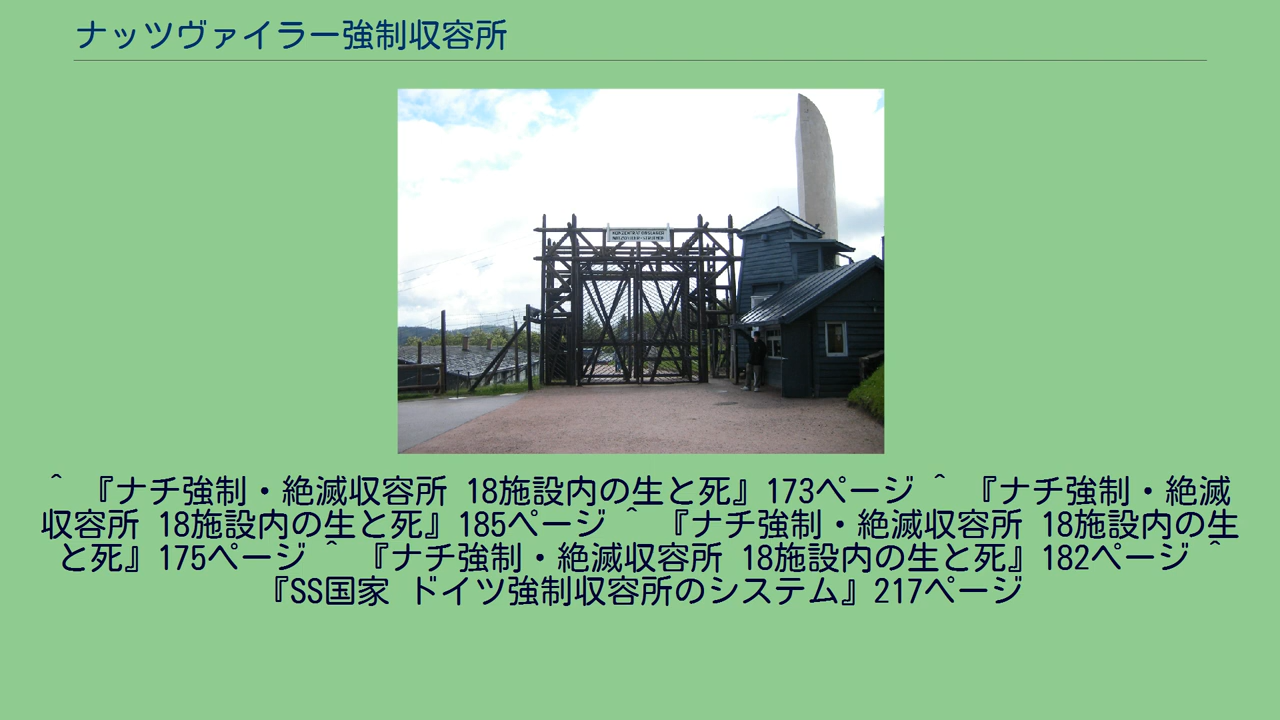 ナッツヴァイラー強制収容所
^ 『ナチ強制・絶滅収容所 18施設内の生と死』173ページ ^ 『ナチ強制・絶滅
収容所 18施設内の生と死』185ページ ^ 『ナチ強制・絶滅収容所 18施設内の生
と死』175ページ ^ 『ナチ強制・絶滅収容所 18施設内の生と死』182ページ ^
『SS国家 ドイツ強制収容所のシステム』217ページ